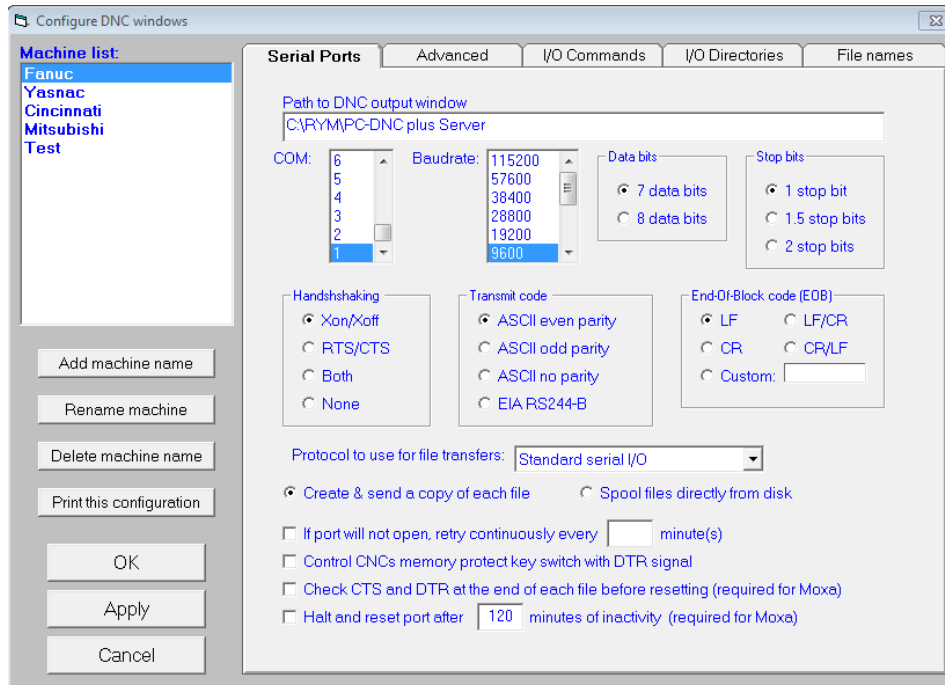 Configure DNC windows
Machine list:
Fanuc
Yasnac
Cincinnati
Mitsubishi
Test
Add machine name
Rename machine
Delete machine name
Print this configuration
OK
Apply
Cancel
Serial Ports Advanced I/O Commands I/O Directories File names
Path to DNC output window
C:\RYM\PC-DNC plus Server
COM:
6
5
4
3
2
1
Baudrate:
115200
57600
38400
28800
19200
9600
Data bits
7 data bits
8 data bits
Stop bits
1 stop bit
1.5 stop bits
2 stop bits
Handshshaking
Xon/Xoff
RTS/CTS
Both
None
Transmit code
ASCII even parity
ASCII odd parity
ASCII no parity
EIA RS244-B
End-Of-Block code (EOB)
LF LF/CR
CR CR/LF
Custom:
Protocol to use for file transfers: Standard serial I/O
Create & send a copy of each file Spool files directly from disk
If port will not open, retry continuously every minute(s)
Control CNCs memory protect key switch with DTR signal
Check CTS and DTR at the end of each file before resetting (required for Moxa)
Halt and reset port after 120 minutes of inactivity (required for Moxa)